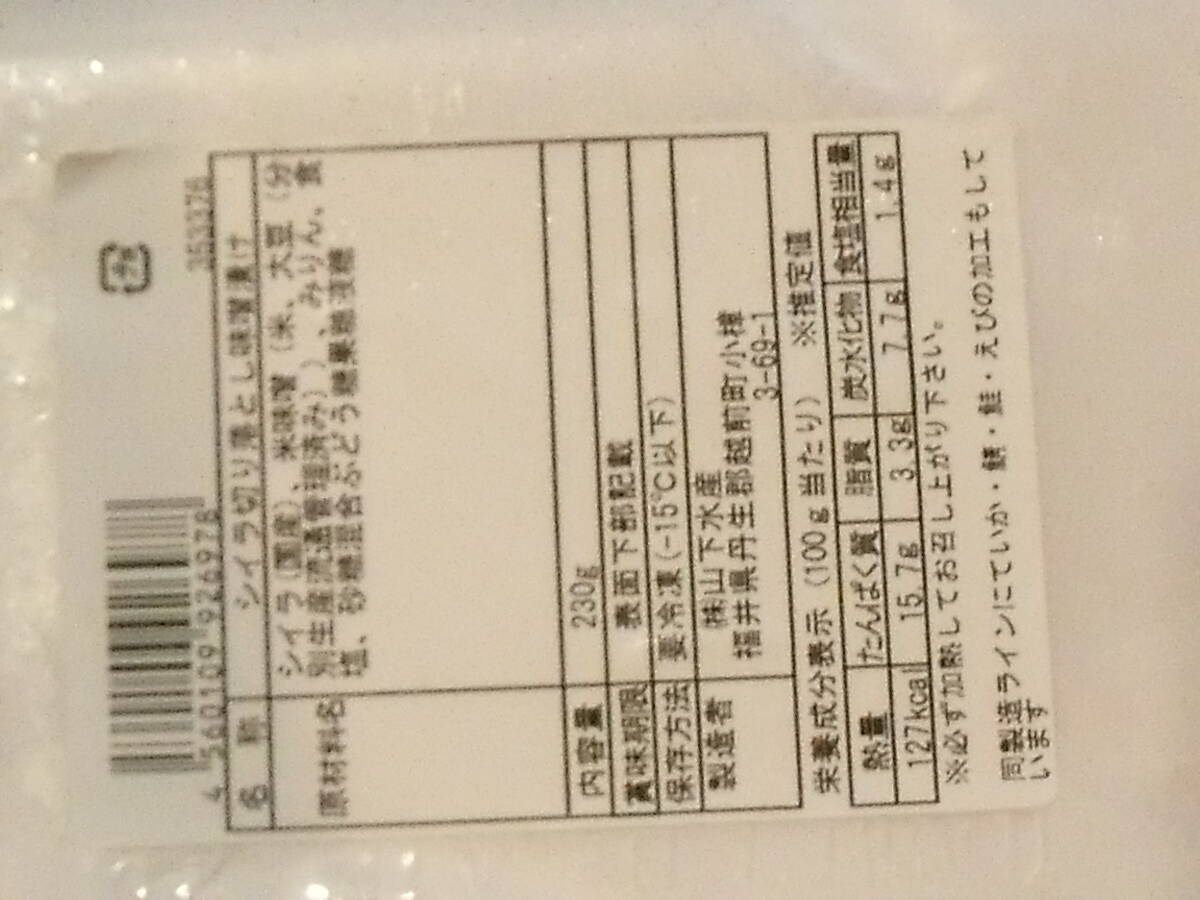 プラ
353376
4 560109 926978
名 称 シイラ切り落とし味噌漬け
原材料名 シイラ(国産)、米味噌(米、大豆(分
別生産流通管理済み))、みりん、食
塩、砂糖混合ぶどう糖果糖液糖
内容量 230g
賞味期限 表面下部記載
保存方法 要冷凍(-15℃以下)
製造者 ㈱山下水産
福井県丹生郡越前町小樟
3-69-1
栄養成分表示(100g当たり) ※推定値
熱量 たんぱく質 脂質 炭水化物 食塩相当量
127kcal 15.7g 3.3g 7.7g 1.4g
※必ず加熱してお召し上がり下さい。
同製造ラインにていか・鯖・鮭・えびの加工もして
います